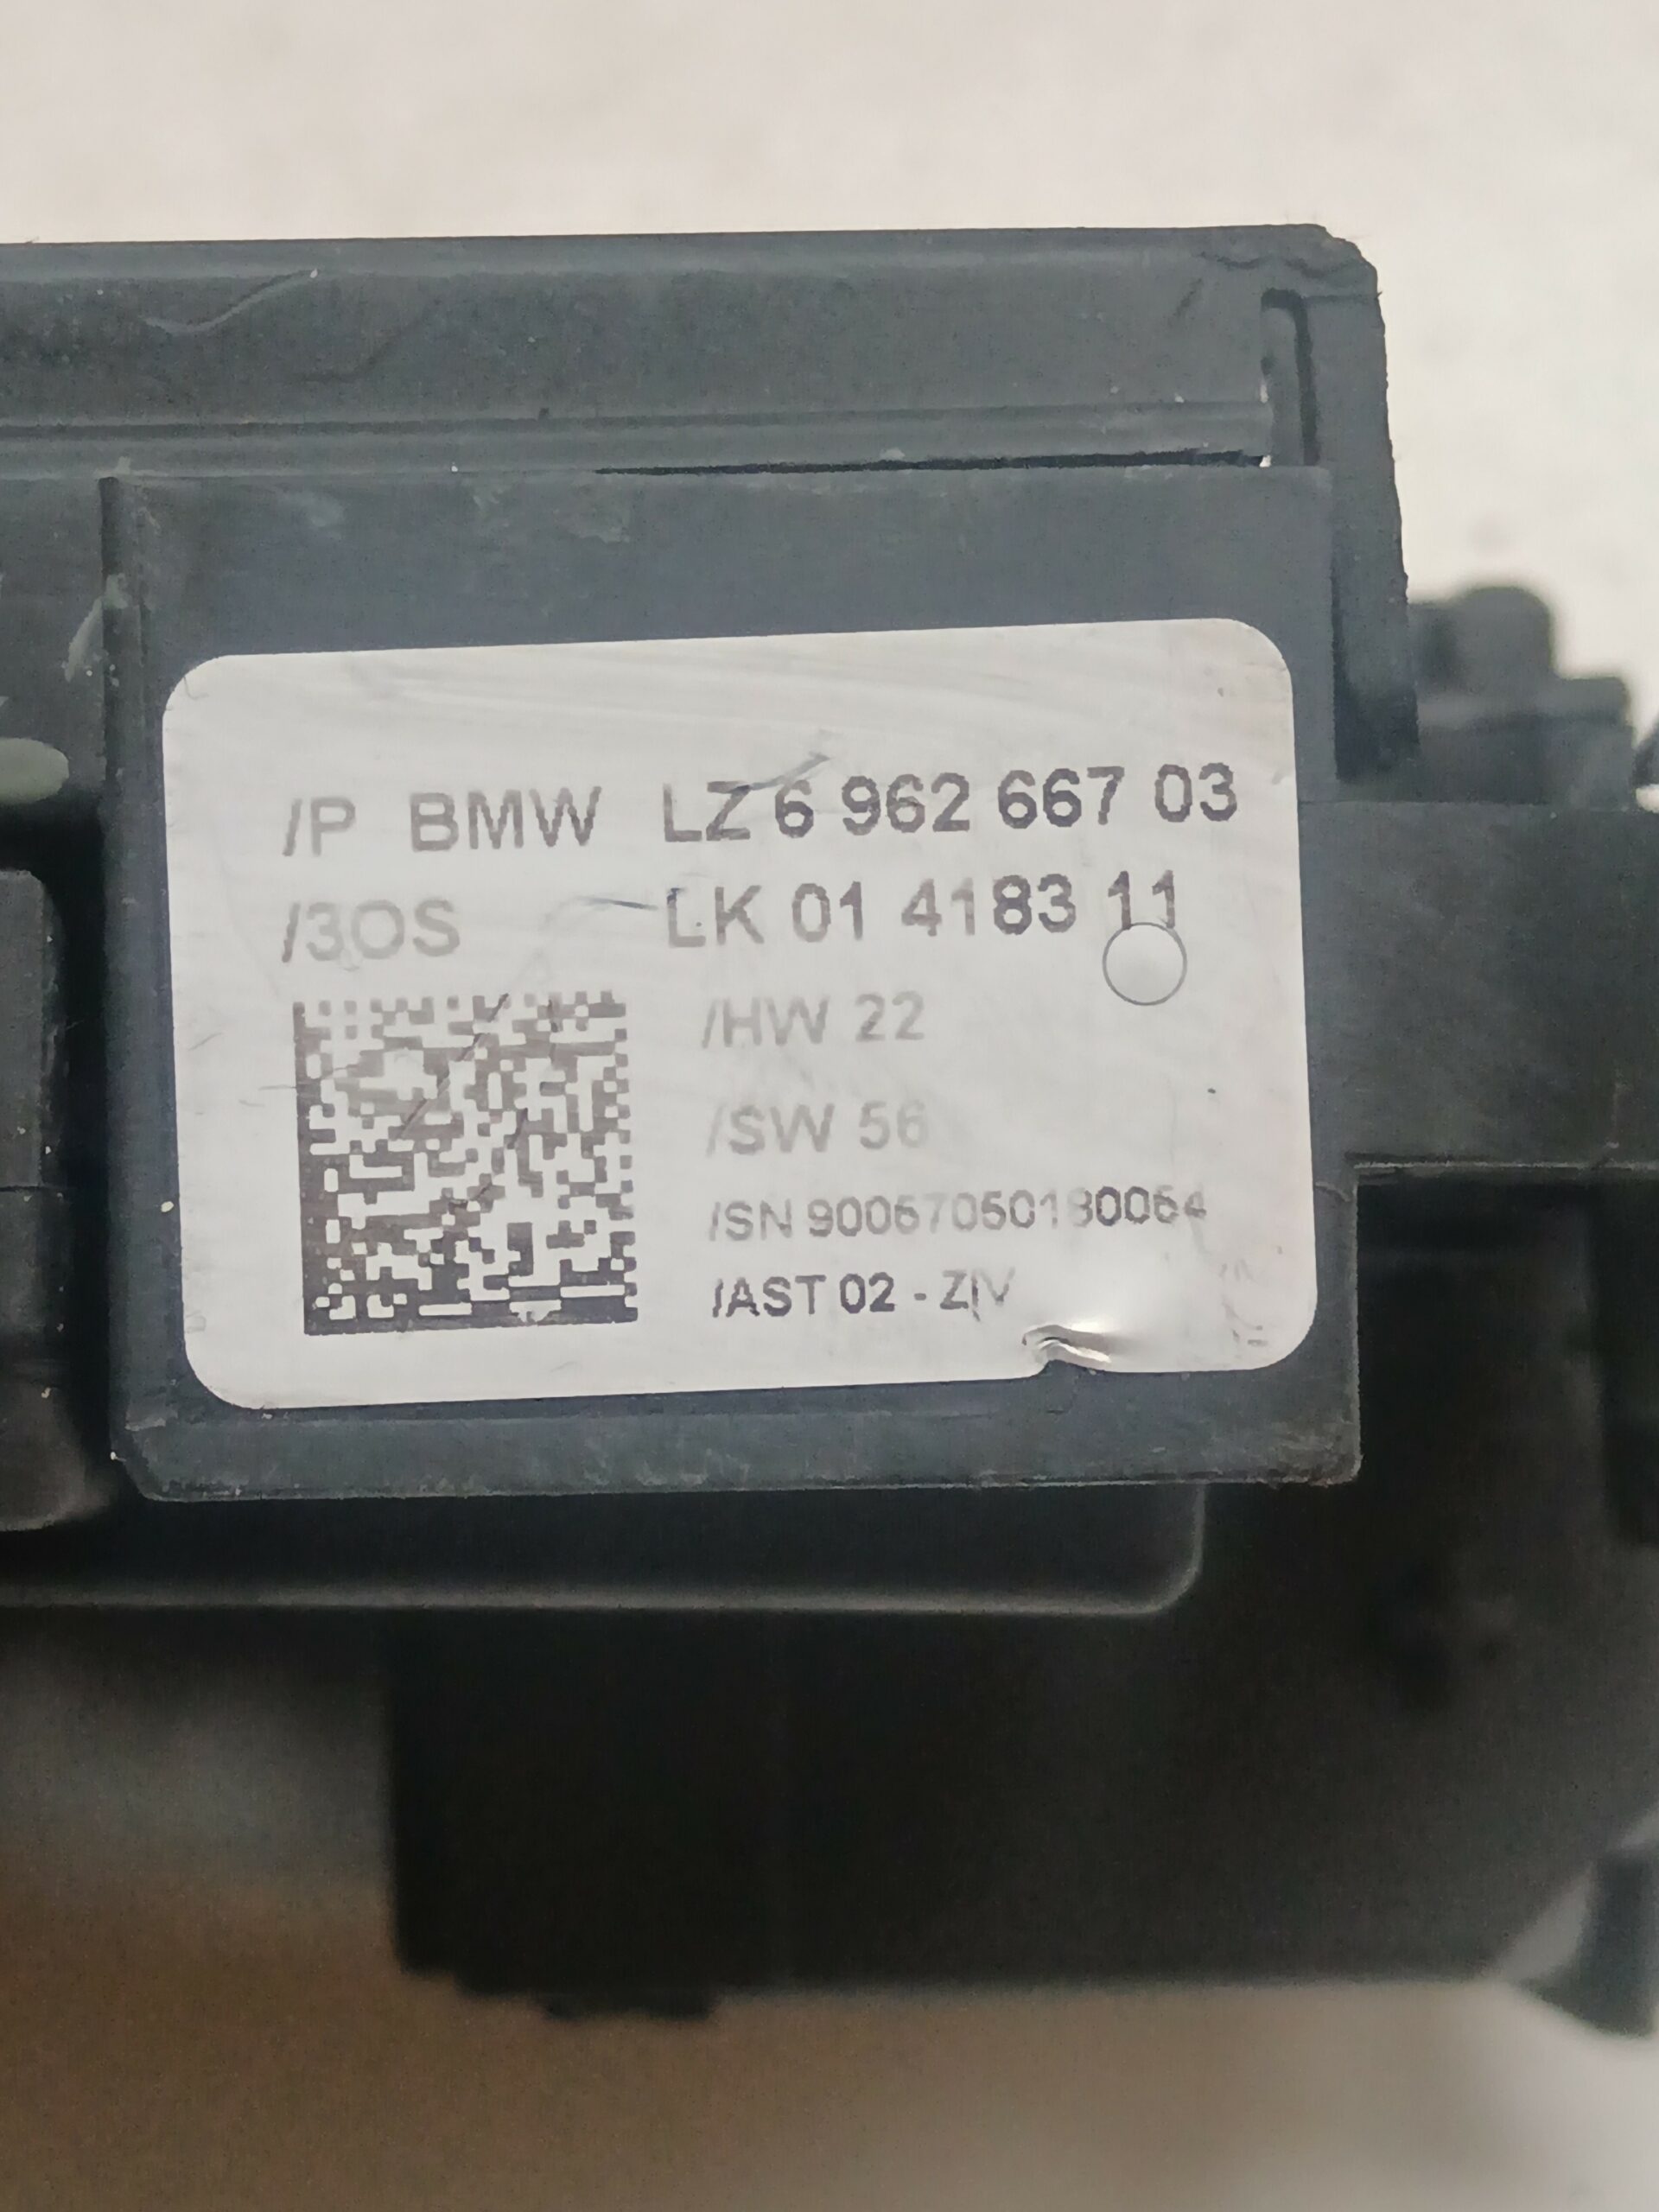 /P BMW LZ 6 962 667 03
/3OS LK 01 4183 11
/HW 22
/SW 56
/SN
/AST 02 - ZIV